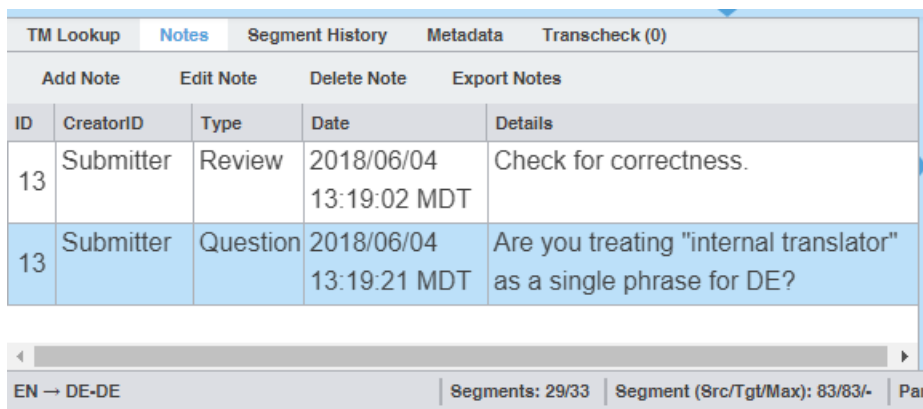 TM Lookup Notes Segment History Metadata Transcheck (0)
Add Note Edit Note Delete Note Export Notes
ID CreatorID Type Date Details
13 Submitter Review 2018/06/04 Check for correctness.
13:19:02 MDT
13 Submitter Question 2018/06/04 Are you treating "internal translator"
13:19:21 MDT as a single phrase for DE?
EN → DE-DE Segments: 29/33 Segment (Src/Tgt/Max): 83/83/-